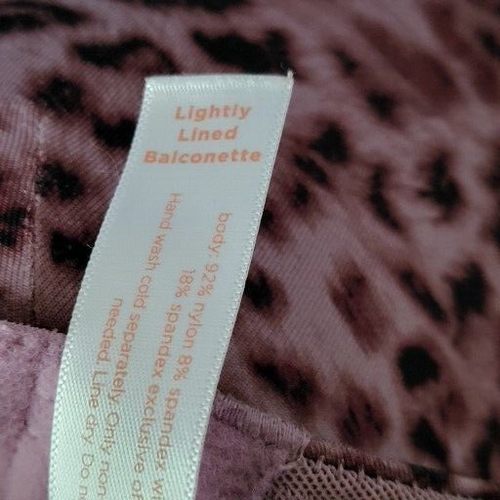 Lightly
Lined
Balconette
body: 92% nylon 8% spandex
18% spandex exclusive of
Hand wash cold separately. Only non
needed. Line dry. Do